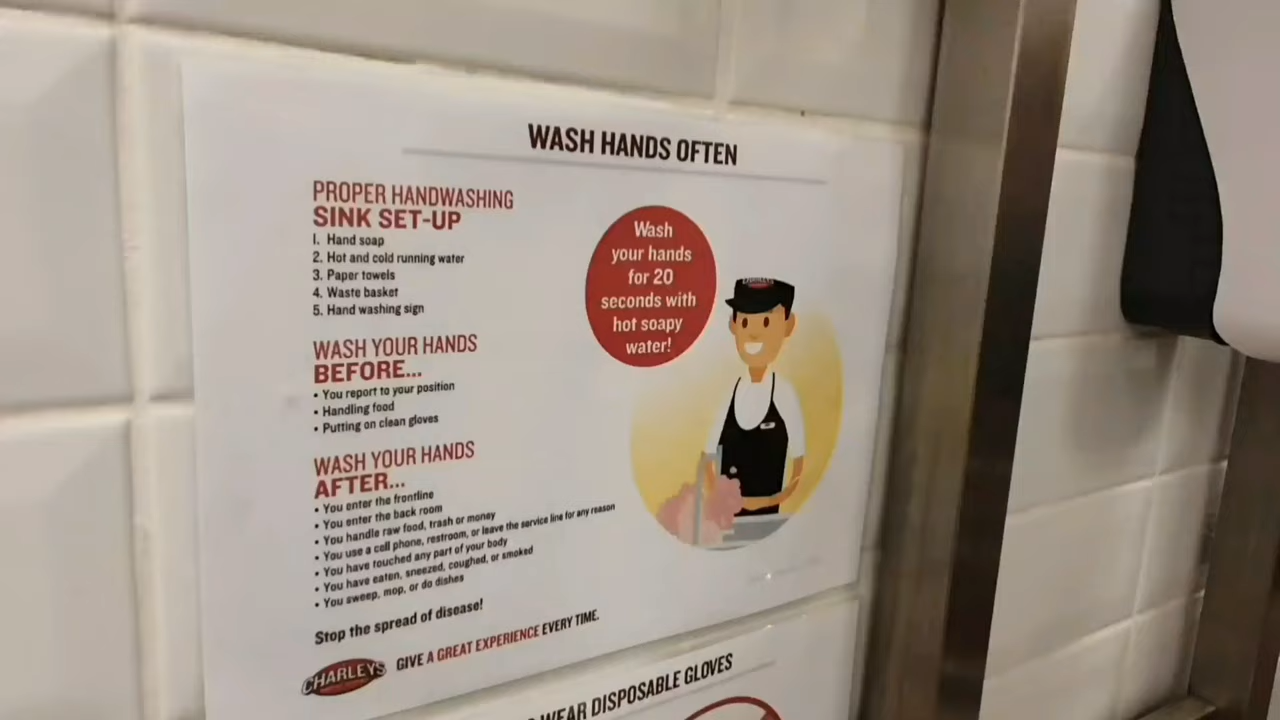 WASH HANDS OFTEN
PROPER HANDWASHING
SINK SET-UP
1. Hand soap
2. Hot and cold running water
3. Paper towels
4. Waste basket
5. Hand washing sign
WASH YOUR HANDS
BEFORE...
• You report to your position
• Handling food
• Putting on clean gloves
WASH YOUR HANDS
AFTER...
• You enter the frontline
• You enter the back room
• You handle raw food, trash or money
• You use a cell phone, restroom, or leave the service line for any reason
• You have touched any part of your body
• You have eaten, sneezed, coughed, or smoked
• You sweep, mop, or do dishes
Stop the spread of disease!
CHARLEYS
GIVE A GREAT EXPERIENCE EVERY TIME.
Wash
your hands
for 20
seconds with
hot soapy
water!
CHARLEYS
WEAR DISPOSABLE GLOVES